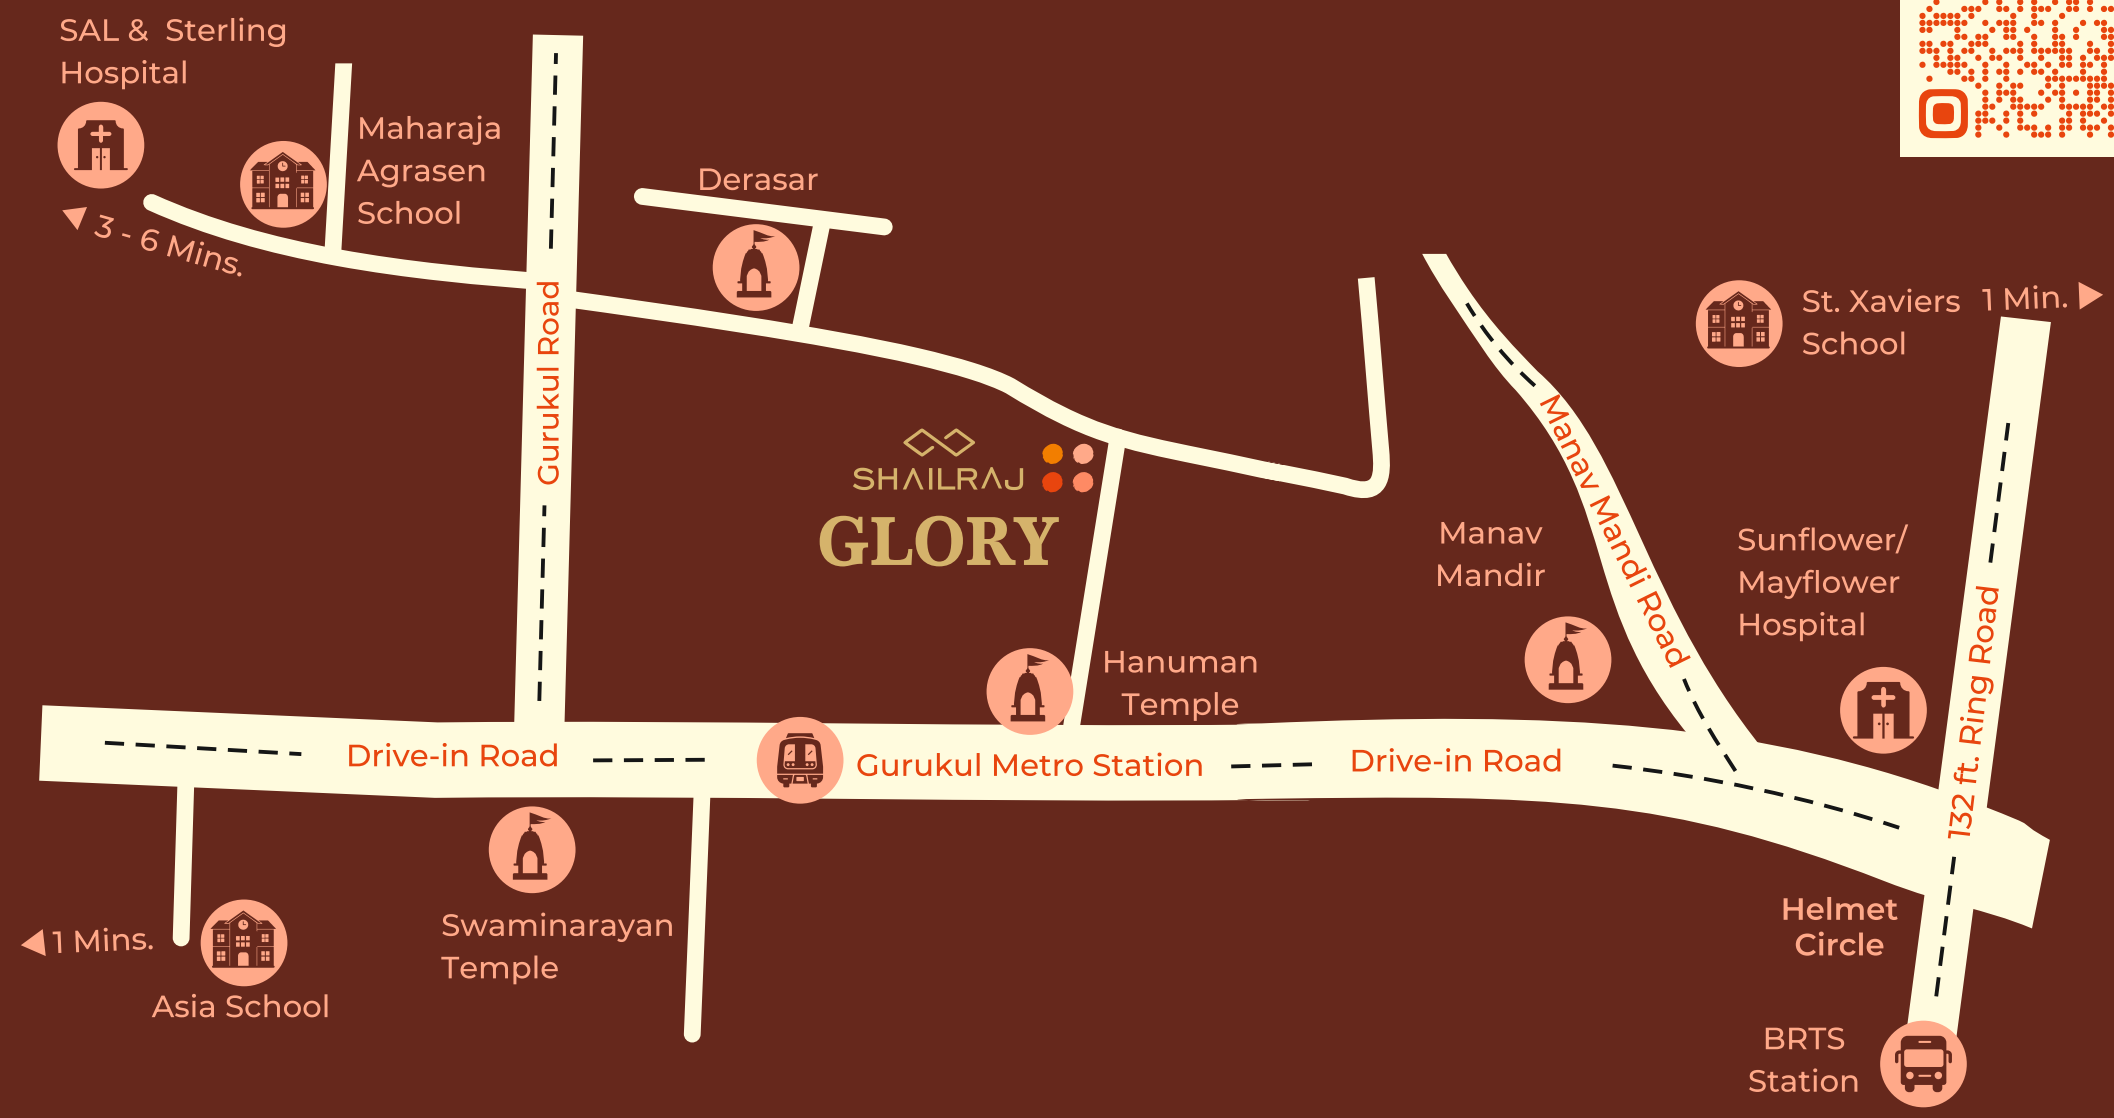 SAL & Sterling
Hospital
3 - 6 Mins.
Maharaja
Agrasen
School
Gurukul Road
Derasar
SHAILRAJ
GLORY
Manav Mandi Road
St. Xaviers
School
1 Min.
Manav
Mandir
Sunflower/
Mayflower
Hospital
132 ft. Ring Road
Hanuman
Temple
Drive-in Road
Gurukul Metro Station
Drive-in Road
1 Mins.
Asia School
Swaminarayan
Temple
Helmet
Circle
BRTS
Station